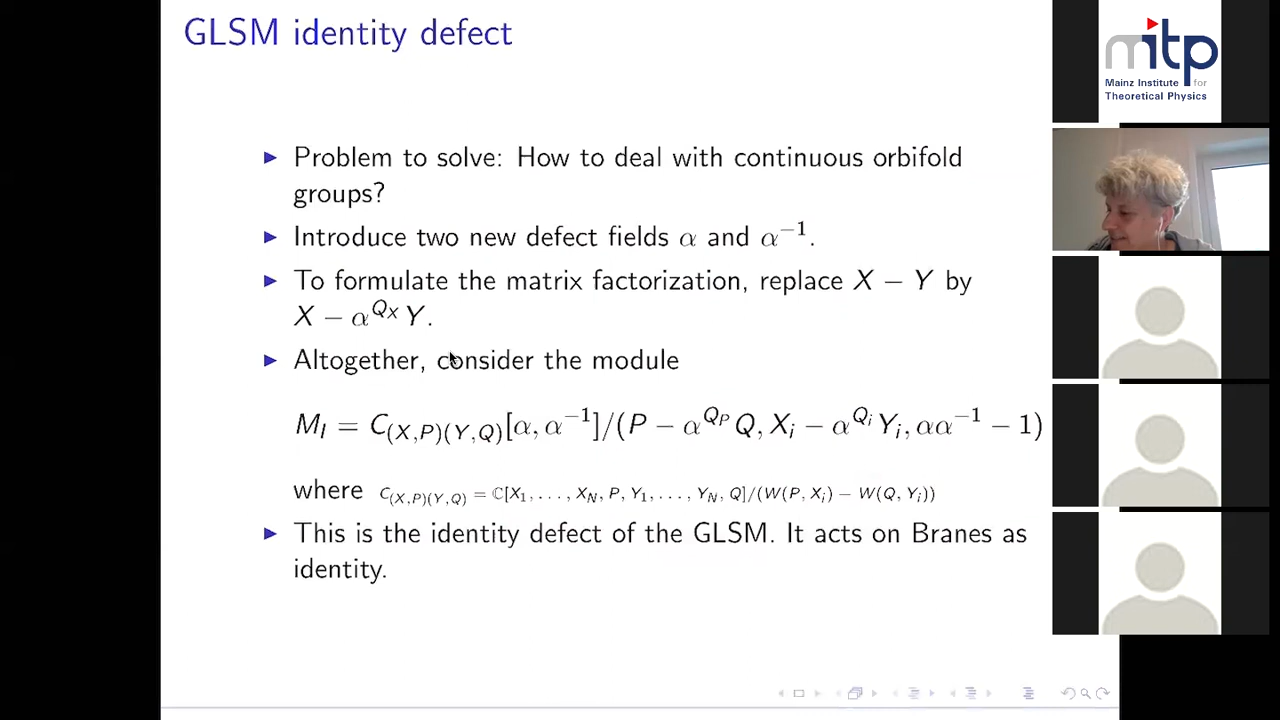 GLSM identity defect
mitp
Mainz Institute for
Theoretical Physics
▶ Problem to solve: How to deal with continuous orbifold
groups?
▶ Introduce two new defect fields α and α⁻¹.
▶ To formulate the matrix factorization, replace X − Y by
X − α^{Q_X} Y.
▶ Altogether, consider the module
M_I = C_{(X,P)(Y,Q)}[α, α⁻¹]/(P − α^{Q_P} Q, X_i − α^{Q_i} Y_i, αα⁻¹ − 1)
where C_{(X,P)(Y,Q)} = ℂ[X_1, . . . , X_N, P, Y_1, . . . , Y_N, Q]/(W(P, X_i) − W(Q, Y_i))
▶ This is the identity defect of the GLSM. It acts on Branes as
identity.